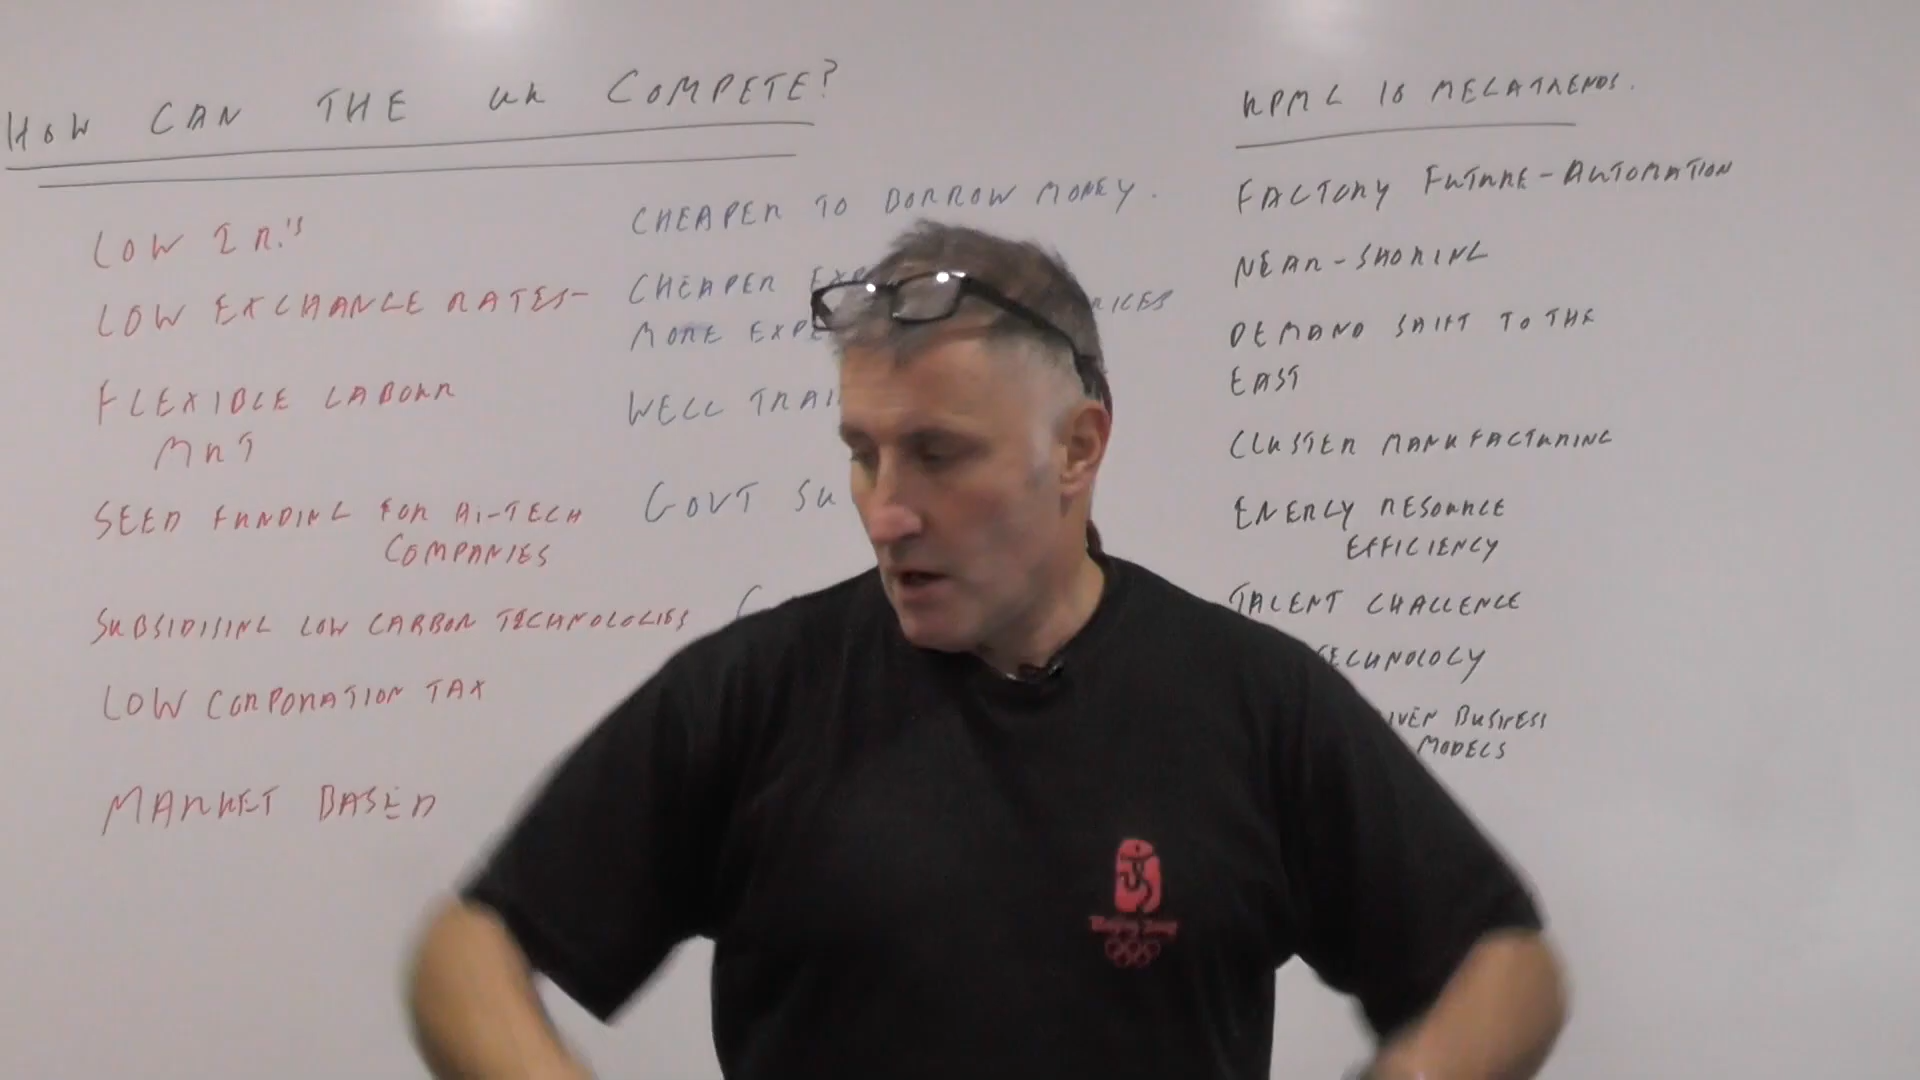 HOW CAN THE UK COMPETE?
LOW I R.'S
LOW EXCHANGE RATES-
FLEXIBLE LABOUR
MKT
SEED FUNDING FOR HI-TECH
COMPANIES
SUBSIDISING LOW CARBON TECHNOLOGIES
LOW CORPORATION TAX
MARKET BASED
CHEAPER TO BORROW MONEY.
CHEAPER
MORE
WELL
GOVT
KPMG 10 MEGATRENDS.
FACTORY FUTURE-AUTOMATION
NEAR-SHORING
DEMAND SHIFT TO THE
EAST
CLUSTER MANUFACTURING
ENERGY RESOURCE
EFFICIENCY
TALENT CHALLENGE
BUSINESS
MODELS
Beijing 2008